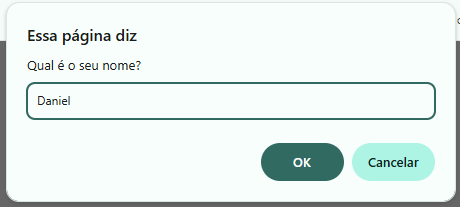 Essa página diz
Qual é o seu nome?
Daniel
OK
Cancelar